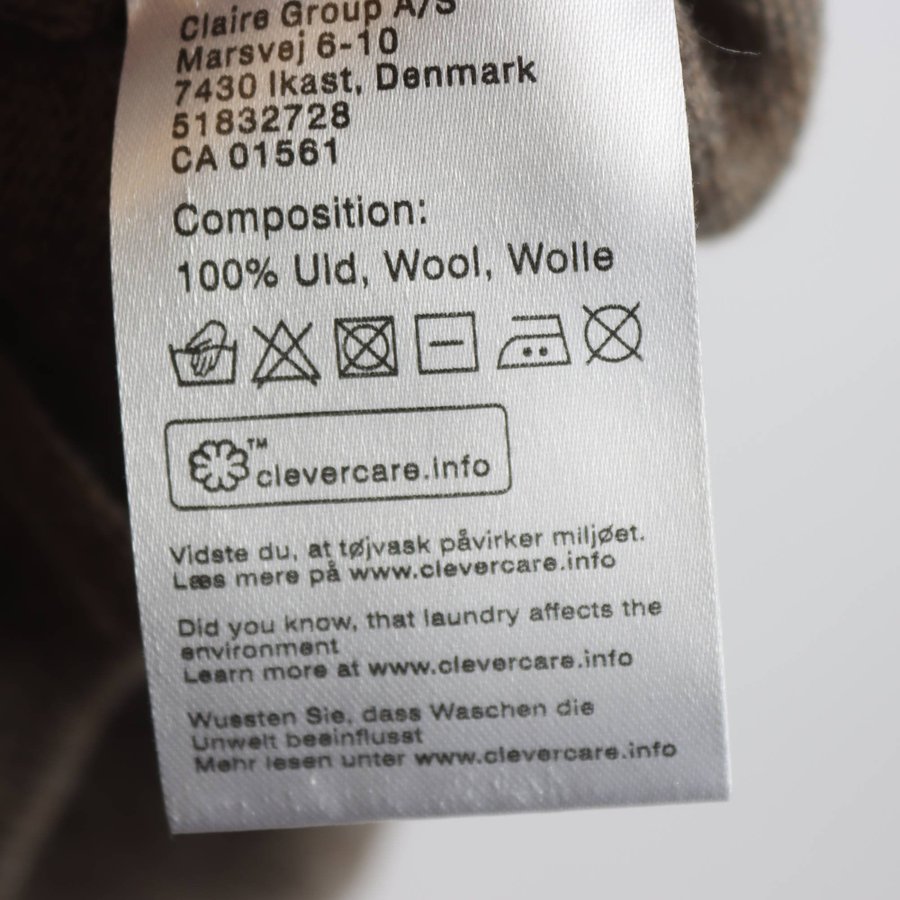 Claire Group A/S
Marsvej 6-10
7430 Ikast, Denmark
51832728
CA 01561
Composition:
100% Uld, Wool, Wolle
™
clevercare.info
Vidste du, at tøjvask påvirker miljøet.
Læs mere på www.clevercare.info
Did you know, that laundry affects the
environment
Learn more at www.clevercare.info
Wussten Sie, dass Waschen die
Unwelt beeinflusst
Mehr lesen unter www.clevercare.info